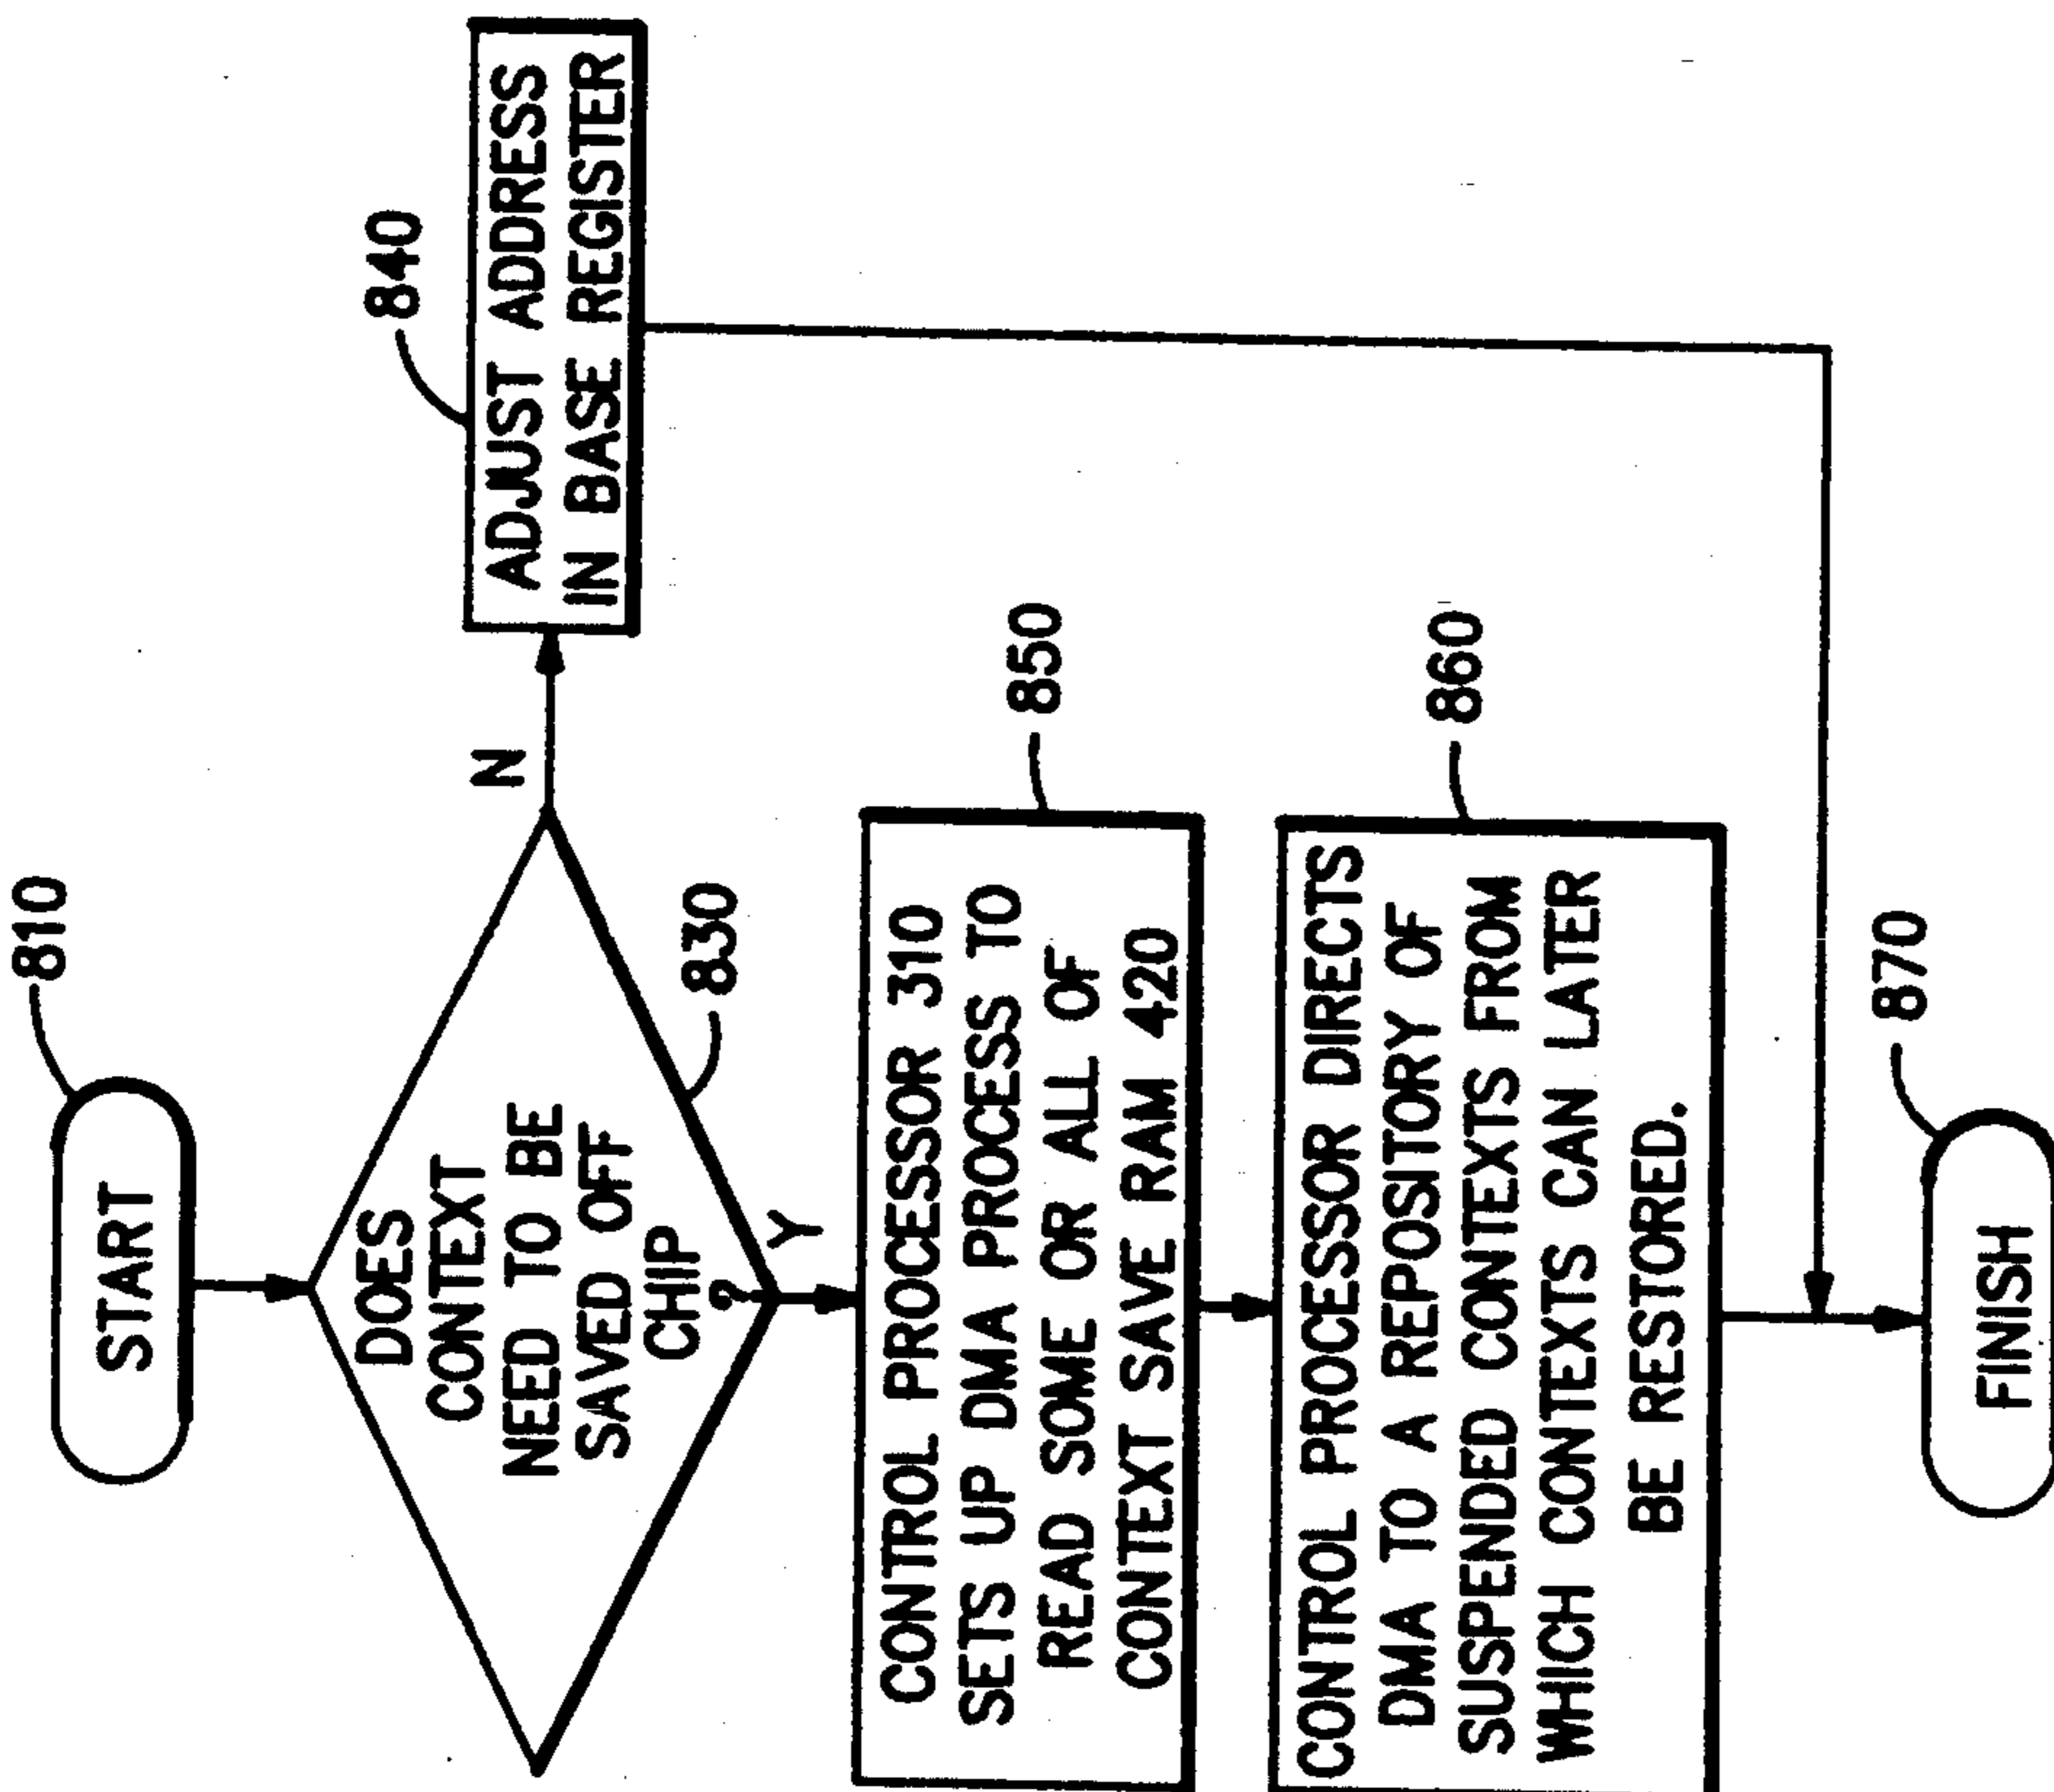 810
START
DOES
CONTEXT
NEED TO BE
SAVED OFF
CHIP
?
830
N
Y
840
ADJUST ADDRESS
IN BASE REGISTER
850
CONTROL PROCESSOR 310
SETS UP DMA PROCESS TO
READ SOME OR ALL OF
CONTEXT SAVE RAM 420
860
CONTROL PROCESSOR DIRECTS
DMA TO A REPOSITORY OF
SUSPENDED CONTEXTS FROM
WHICH CONTEXTS CAN LATER
BE RESTORED.
870
FINISH